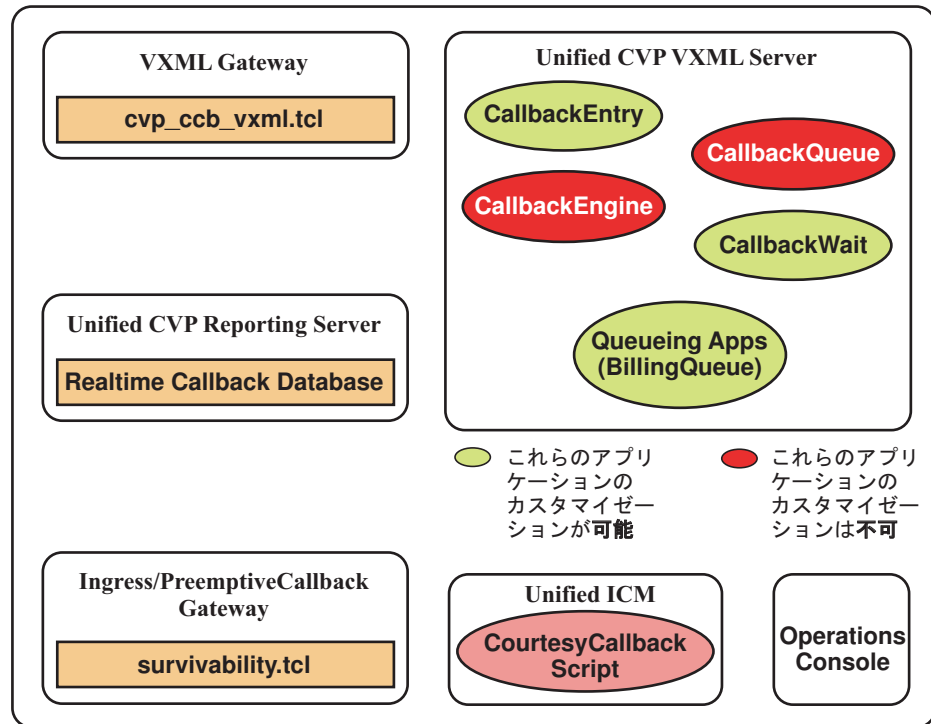 VXML Gateway
cvp_ccb_vxml.tcl
Unified CVP VXML Server
CallbackEntry
CallbackQueue
CallbackEngine
CallbackWait
Queueing Apps
(BillingQueue)
Unified CVP Reporting Server
Realtime Callback Database
これらのアプリ
ケーションの
カスタマイゼー
ションが可能
これらのアプリ
ケーションの
カスタマイゼー
ションは不可
Ingress/PreemptiveCallback
Gateway
survivability.tcl
Unified ICM
CourtesyCallback
Script
Operations
Console